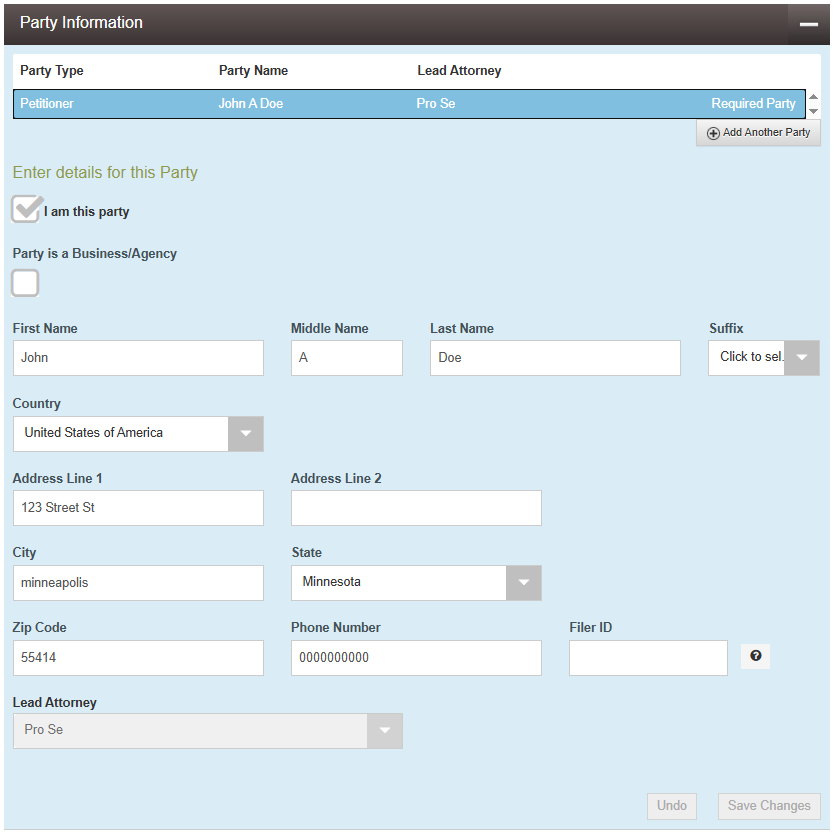 Party Information
Party Type Party Name Lead Attorney
Petitioner John A Doe Pro Se Required Party
Add Another Party
Enter details for this Party
I am this party
Party is a Business/Agency
First Name Middle Name Last Name Suffix
John A Doe Click to sel.
Country
United States of America
Address Line 1 Address Line 2
123 Street St
City State
minneapolis Minnesota
Zip Code Phone Number Filer ID
55414 0000000000 ?
Lead Attorney
Pro Se
Undo Save Changes